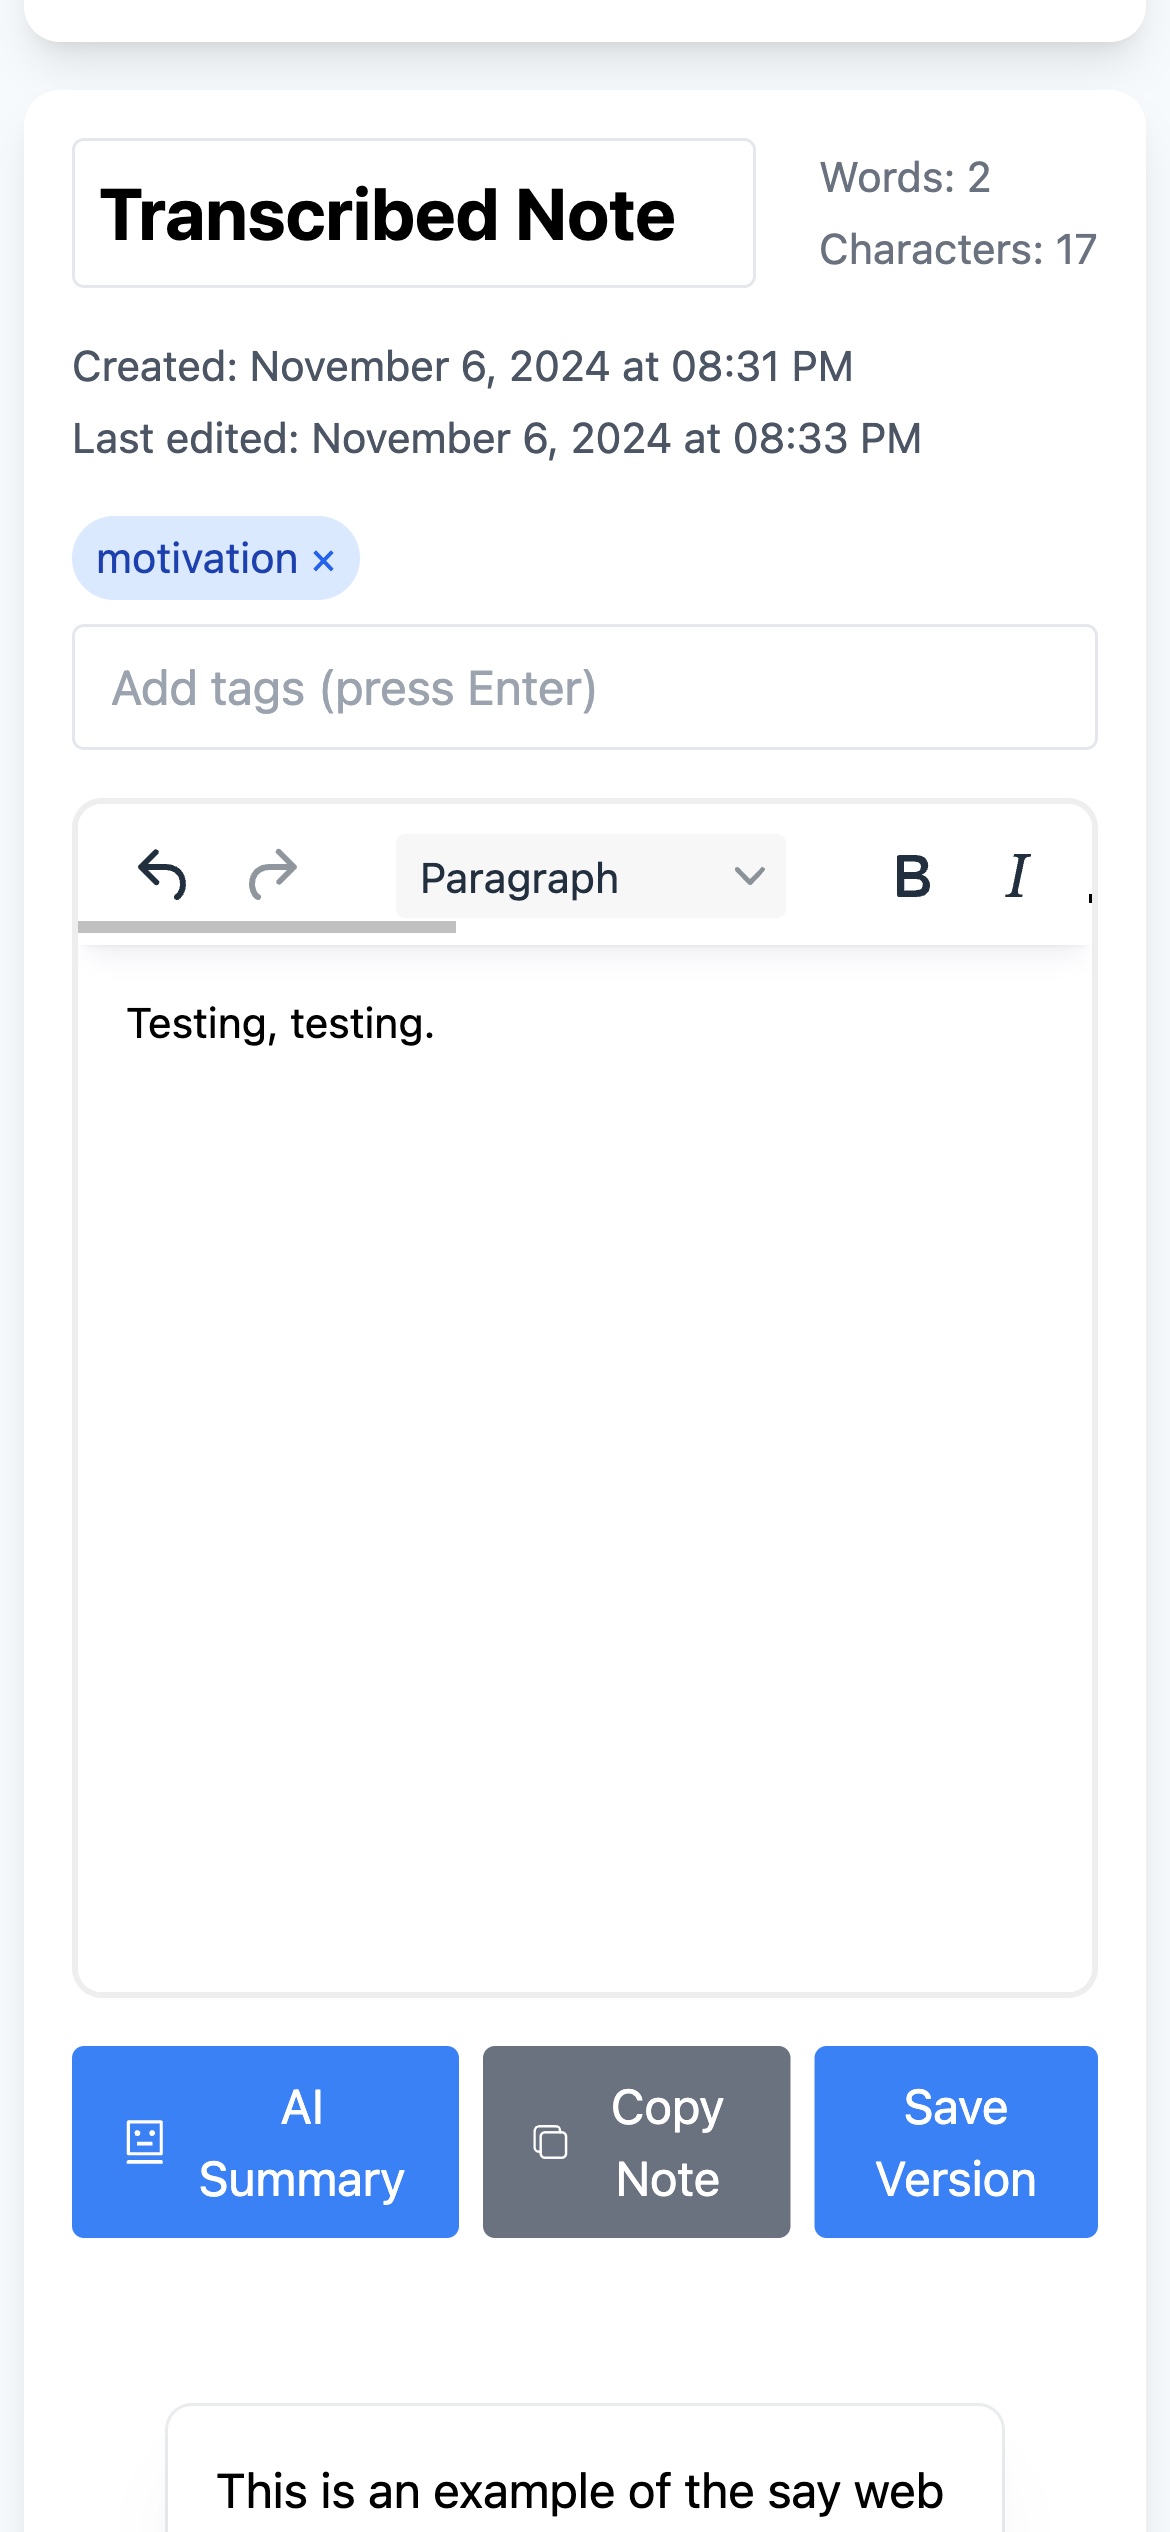 Transcribed Note
Words: 2
Characters: 17
Created: November 6, 2024 at 08:31 PM
Last edited: November 6, 2024 at 08:33 PM
motivation ×
Add tags (press Enter)
Paragraph
B
I
Testing, testing.
AI
Summary
Copy
Note
Save
Version
This is an example of the say web